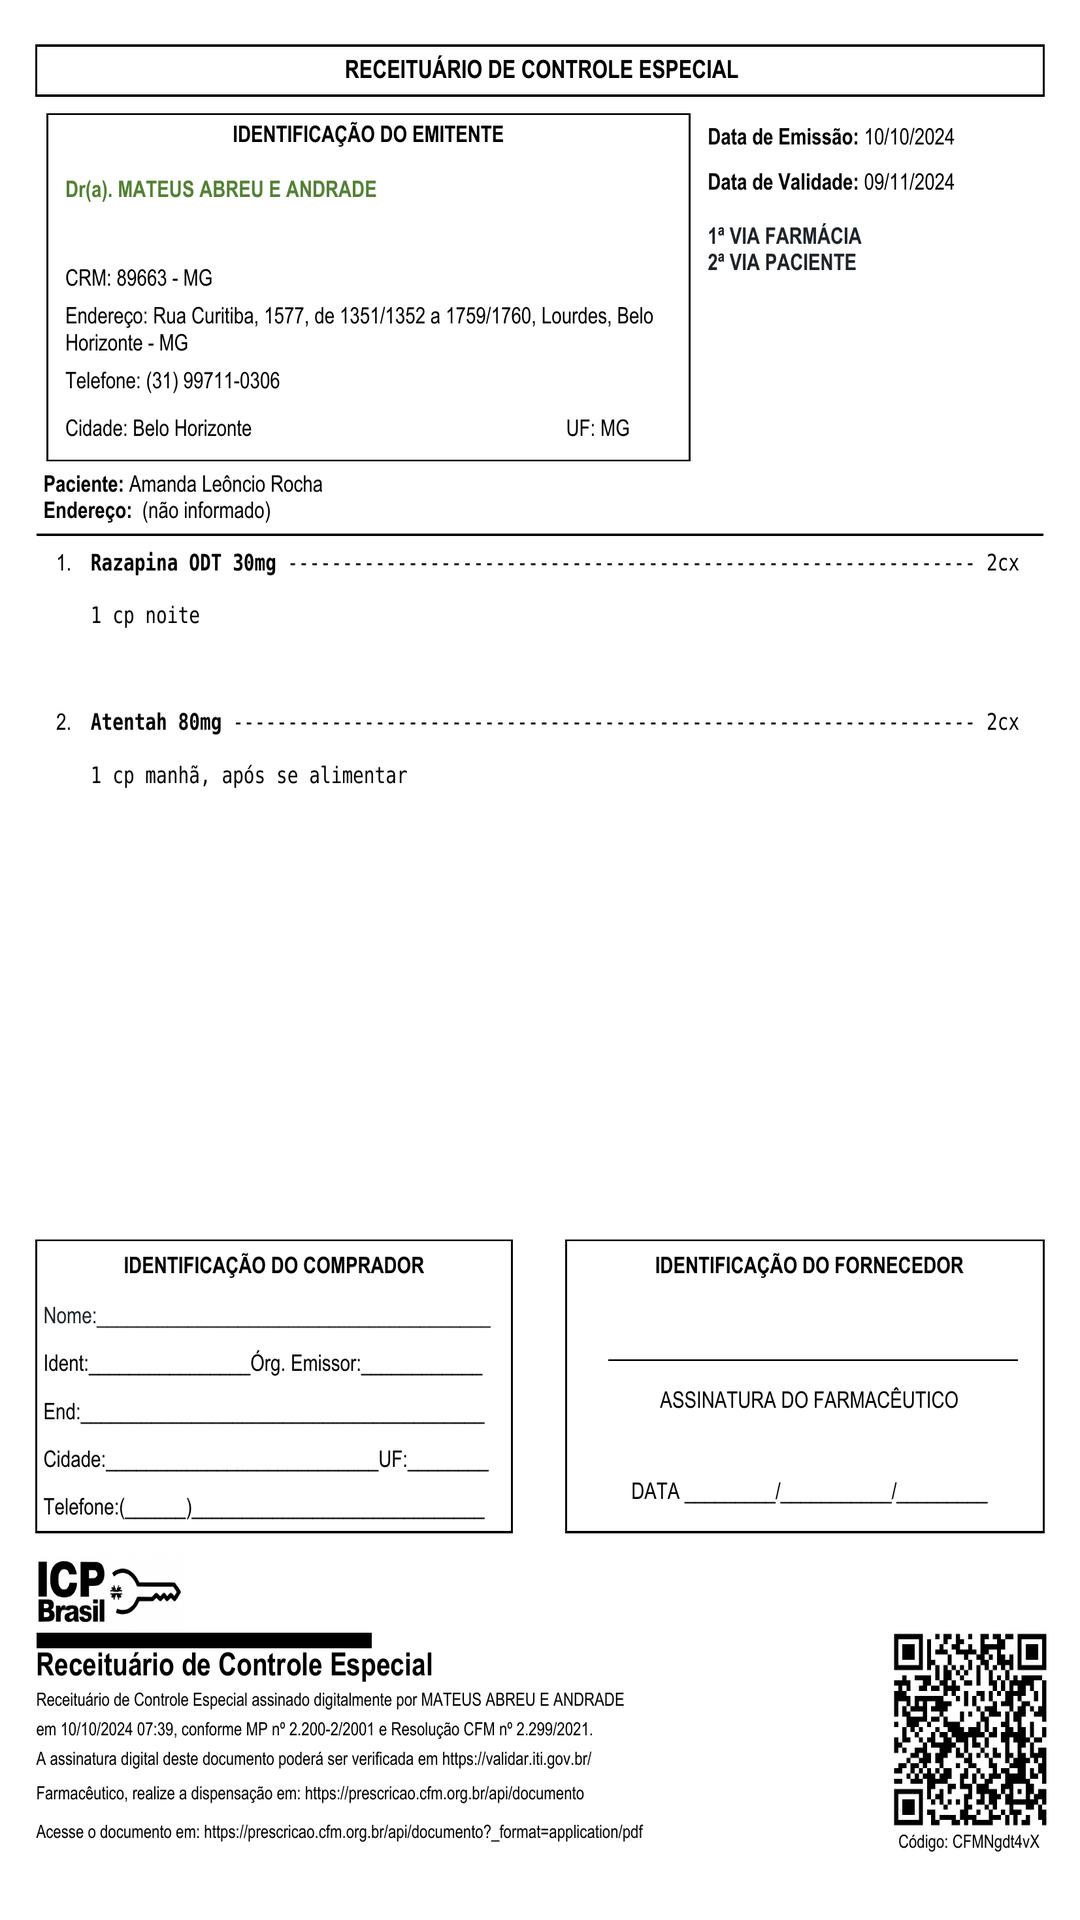 RECEITUÁRIO DE CONTROLE ESPECIAL
IDENTIFICAÇÃO DO EMITENTE
Dr(a). MATEUS ABREU E ANDRADE
CRM: 89663 - MG
Endereço: Rua Curitiba, 1577, de 1351/1352 a 1759/1760, Lourdes, Belo
Horizonte - MG
Telefone: (31) 99711-0306
Cidade: Belo Horizonte UF: MG
Data de Emissão: 10/10/2024
Data de Validade: 09/11/2024
1ª VIA FARMÁCIA
2ª VIA PACIENTE
Paciente: Amanda Leôncio Rocha
Endereço: (não informado)
1. Razapina ODT 30mg --------------------------------------------------------------- 2cx
1 cp noite
2. Atentah 80mg -------------------------------------------------------------------- 2cx
1 cp manhã, após se alimentar
IDENTIFICAÇÃO DO COMPRADOR
Nome:_______________________________________
Ident:________________Órg. Emissor:____________
End:________________________________________
Cidade:___________________________UF:________
Telefone:(______)_____________________________
IDENTIFICAÇÃO DO FORNECEDOR
ASSINATURA DO FARMACÊUTICO
DATA _________/___________/_________
ICP
Brasil
Receituário de Controle Especial
Receituário de Controle Especial assinado digitalmente por MATEUS ABREU E ANDRADE
em 10/10/2024 07:39, conforme MP nº 2.200-2/2001 e Resolução CFM nº 2.299/2021.
A assinatura digital deste documento poderá ser verificada em https://validar.iti.gov.br/
Farmacêutico, realize a dispensação em: https://prescricao.cfm.org.br/api/documento
Acesse o documento em: https://prescricao.cfm.org.br/api/documento?_format=application/pdf
Código: CFMNgdt4vX